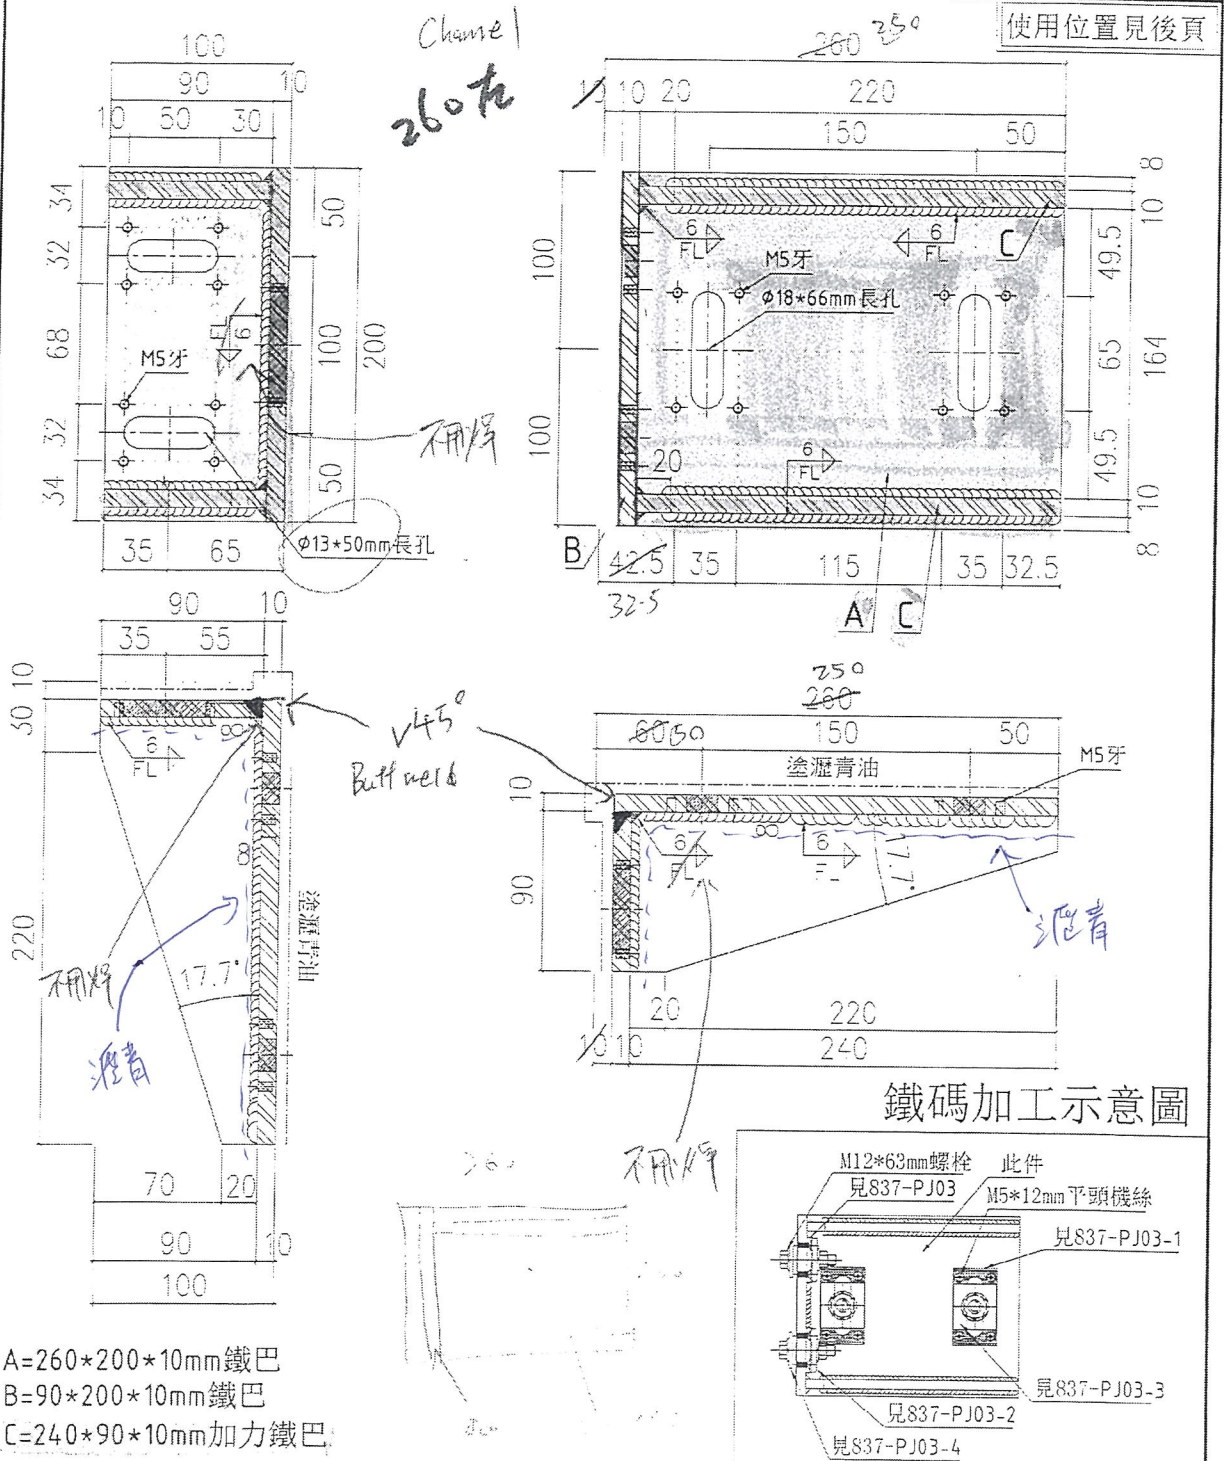 使用位置見後頁
Channel
260右
100
90
10
10
50
30
34
32
68
32
34
M5牙
6
FL
50
100
200
50
不用焊
φ13*50mm長孔
35
65
260
250
10
10
20
220
150
50
100
100
6
FL
6
FL
C
M5牙
φ18*66mm長孔
8
10
49.5
65
164
49.5
10
8
20
6
FL
B
42.5
35
115
35
32.5
32.5
A
C
90
10
35
55
10
30
6
FL
8
220
8
塗瀝青油
17.7°
不用焊
瀝青
70
20
90
10
100
V45°
Butt weld
250
260
60
50
150
50
塗瀝青油
M5牙
10
90
6
FL
8
6
FL
17.7°
瀝青
20
220
10
10
240
不用焊
鐵碼加工示意圖
260
M12*63mm螺栓
見837-PJ03
此件
M5*12mm平頭機絲
見837-PJ03-1
見837-PJ03-3
見837-PJ03-2
見837-PJ03-4
A=260*200*10mm鐵巴
B=90*200*10mm鐵巴
C=240*90*10mm加力鐵巴